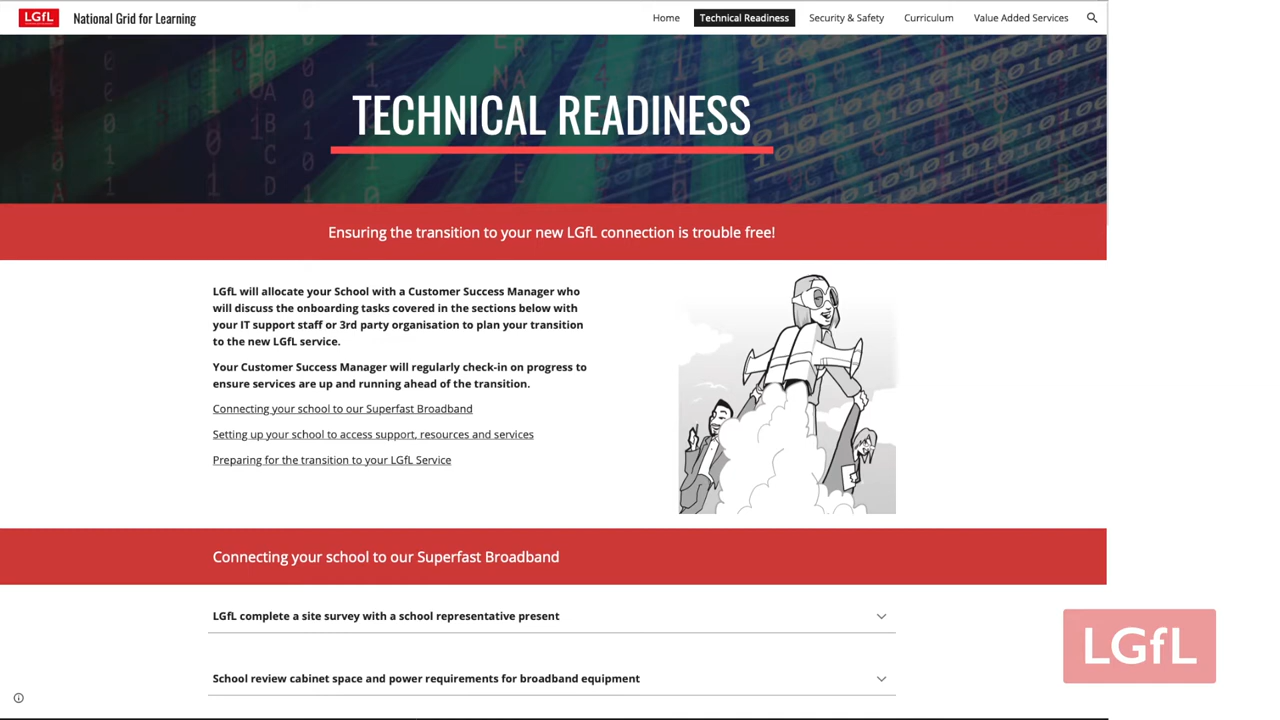 LGfL
National Grid for Learning
Home
Technical Readiness
Security & Safety
Curriculum
Value Added Services
TECHNICAL READINESS
Ensuring the transition to your new LGfL connection is trouble free!
LGfL will allocate your School with a Customer Success Manager who
will discuss the onboarding tasks covered in the sections below with
your IT support staff or 3rd party organisation to plan your transition
to the new LGfL service.
Your Customer Success Manager will regularly check-in on progress to
ensure services are up and running ahead of the transition.
Connecting your school to our Superfast Broadband
Setting up your school to access support, resources and services
Preparing for the transition to your LGfL Service
Connecting your school to our Superfast Broadband
LGfL complete a site survey with a school representative present
School review cabinet space and power requirements for broadband equipment
LGfL